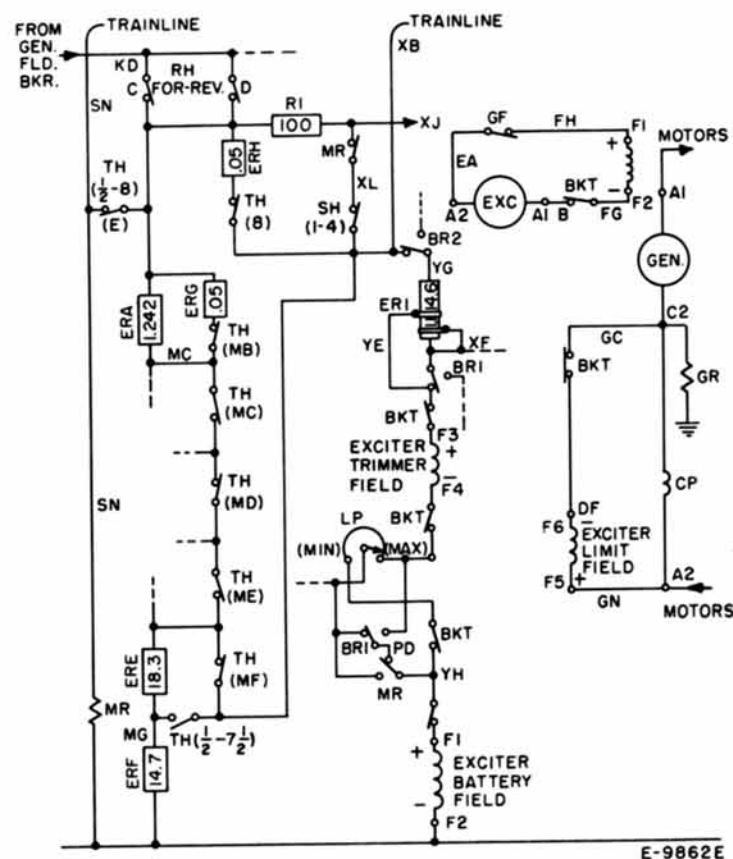 TRAINLINE
TRAINLINE
FROM
GEN.
FLD.
BKR.
KD
RH
FOR-REV.
C
D
XB
SN
R1
100
XJ
GF
FH
F1
+
MOTORS
.05
ERH
MR
XL
EA
TH
(½-8)
(E)
TH
(8)
SH
(1-4)
A2
EXC
A1
B
BKT
FG
-
F2
A1
BR2
YG
GEN.
ERA
1.242
ERG
.05
TH
(MB)
MC
ER1
14.6
1.1
YE
XF
BR1
C2
GC
BKT
GR
TH
(MC)
BKT
F3
EXCITER
TRIMMER
FIELD
+
-
F4
TH
(MD)
CP
SN
LP
BKT
(MIN)
(MAX)
DF
F6
-
EXCITER
LIMIT
FIELD
F5
+
A2
GN
MOTORS
TH
(ME)
BR1
PD
BKT
ERE
18.3
TH
(MF)
MR
YH
MR
MG
TH(½-7½)
F1
+
EXCITER
BATTERY
FIELD
-
F2
ERF
14.7
E-9862E